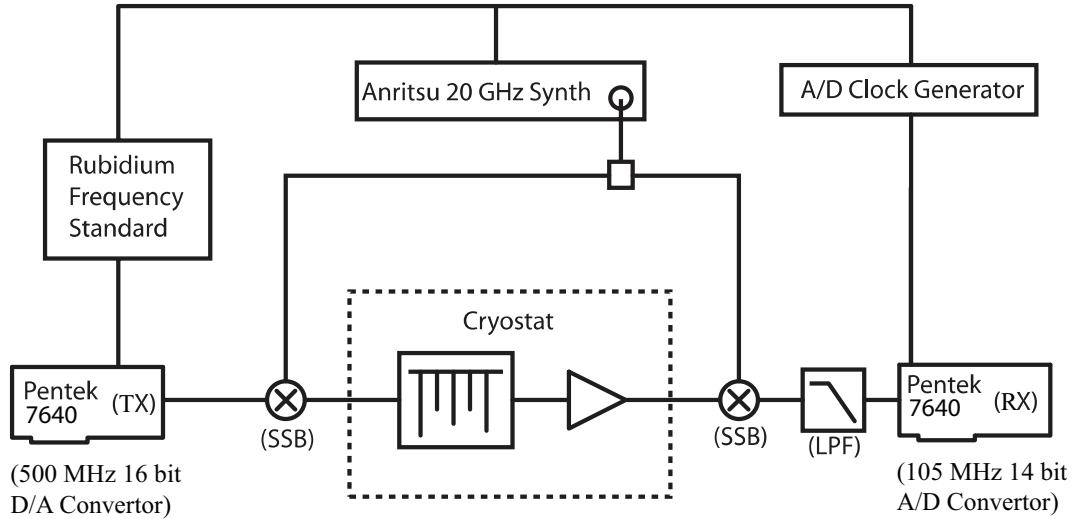 Anritsu 20 GHz Synth
A/D Clock Generator
Rubidium
Frequency
Standard
Cryostat
Pentek
7640
(TX)
(SSB)
(SSB)
(LPF)
Pentek
7640
(RX)
(500 MHz 16 bit
D/A Convertor)
(105 MHz 14 bit
A/D Convertor)